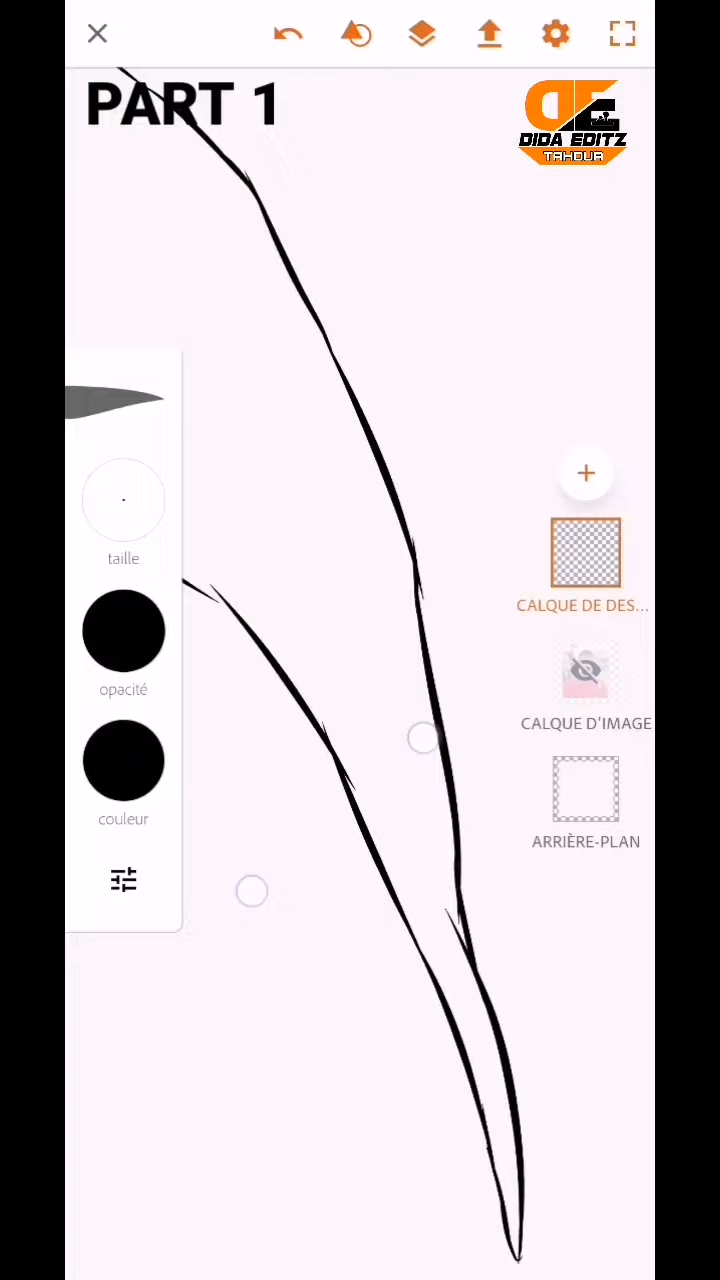 PART 1
DIDA EDITZ
TAHOUR
taille
CALQUE DE DES...
opacité
CALQUE D'IMAGE
couleur
ARRIÈRE-PLAN